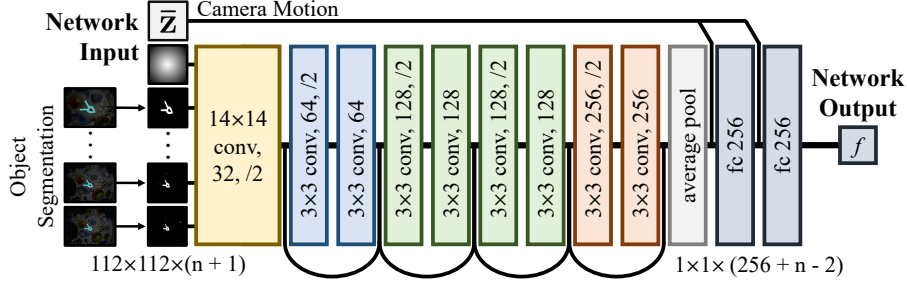 Network
Input
z̄
Camera Motion
Object
Segmentation
14×14
conv,
32, /2
3×3 conv, 64, /2
3×3 conv, 64
3×3 conv, 128, /2
3×3 conv, 128
3×3 conv, 128, /2
3×3 conv, 128
3×3 conv, 256, /2
3×3 conv, 256
average pool
fc 256
fc 256
Network
Output
f
112×112×(n + 1)
1×1× (256 + n - 2)